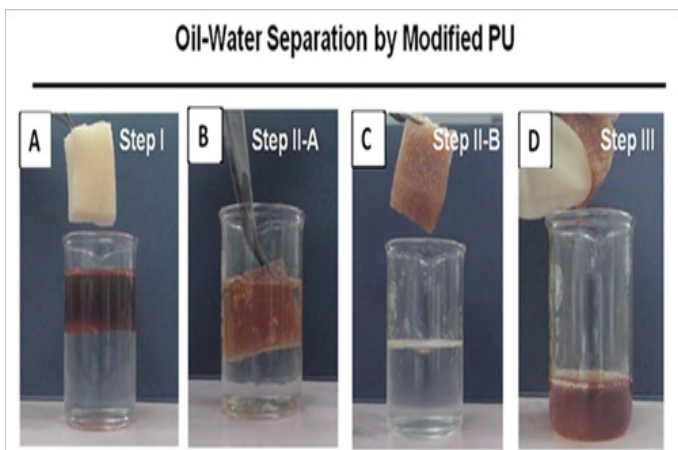 Oil-Water Separation by Modified PU
A Step I
B Step II-A
C Step II-B
D Step III